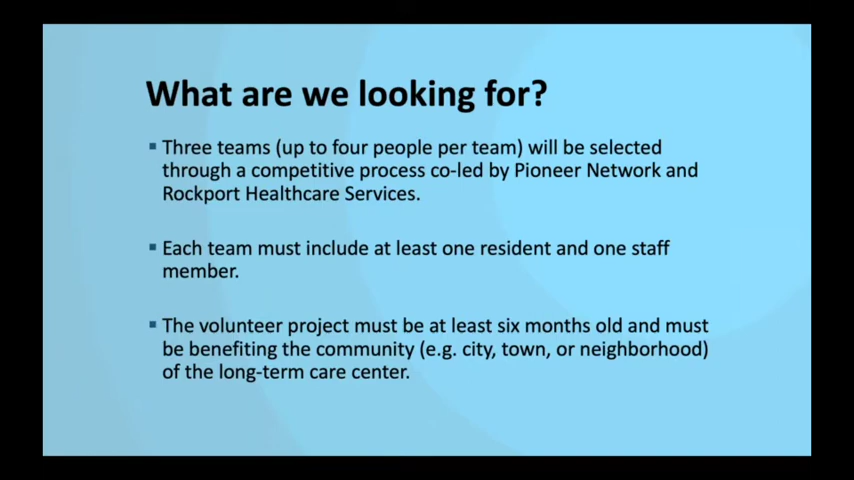 What are we looking for?
▪ Three teams (up to four people per team) will be selected
through a competitive process co-led by Pioneer Network and
Rockport Healthcare Services.
▪ Each team must include at least one resident and one staff
member.
▪ The volunteer project must be at least six months old and must
be benefiting the community (e.g. city, town, or neighborhood)
of the long-term care center.